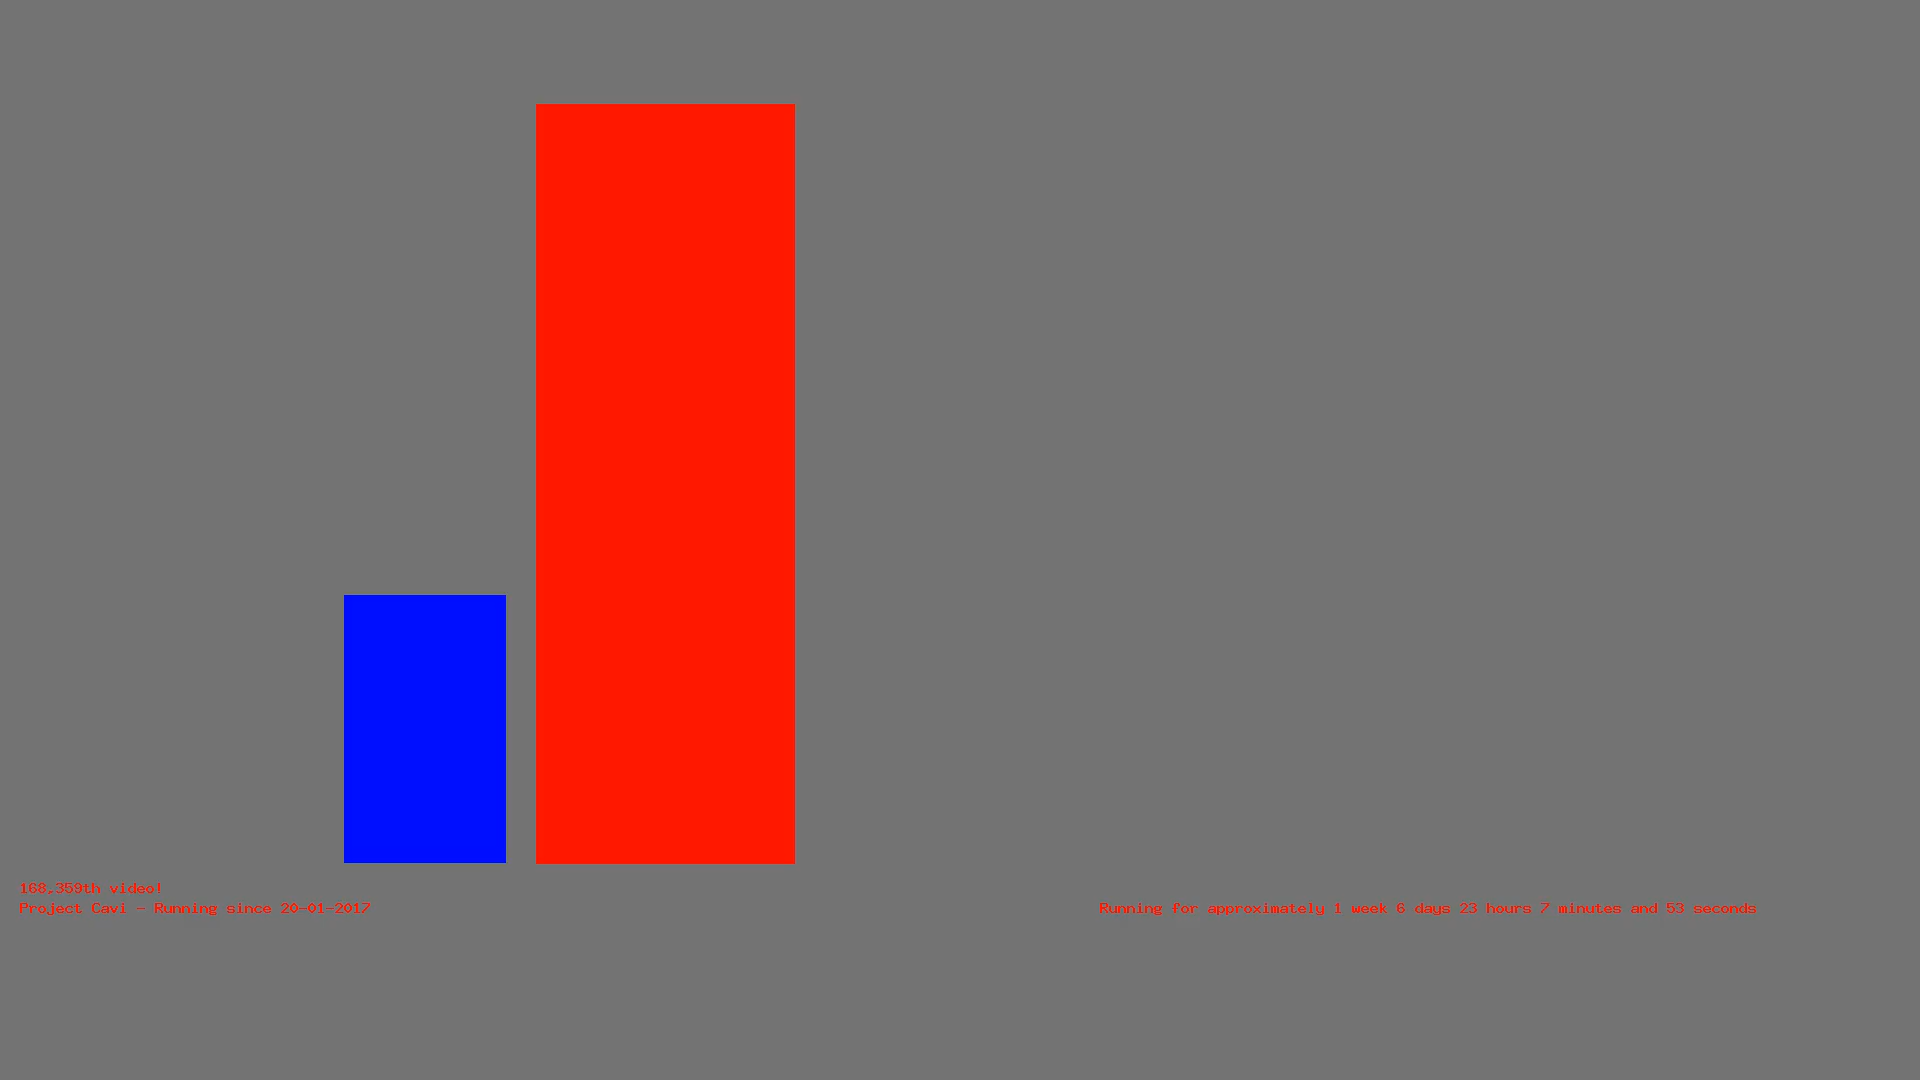 168,359th video!
Project Cavi - Running since 20-01-2017
Running for approximately 1 week 6 days 23 hours 7 minutes and 53 seconds